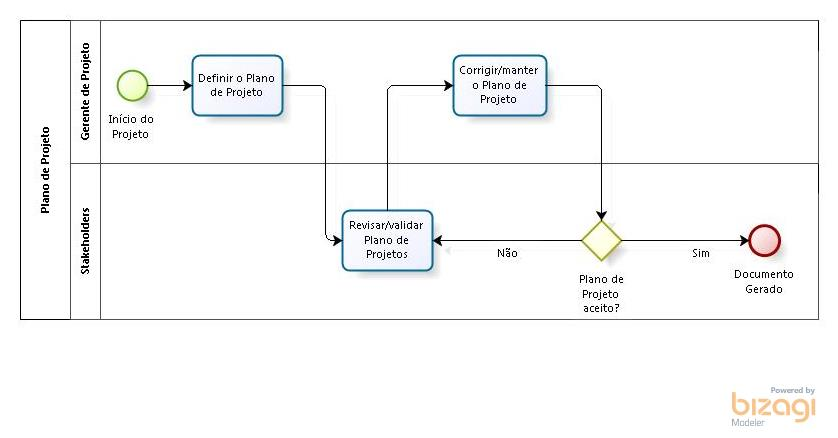 Plano de Projeto
Gerente de Projeto
Início do
Projeto
Definir o Plano
de Projeto
Corrigir/manter
o Plano de
Projeto
Stakeholders
Revisar/validar
Plano de
Projetos
Não
Plano de
Projeto
aceito?
Sim
Documento
Gerado
Powered by
bizagi
Modeler